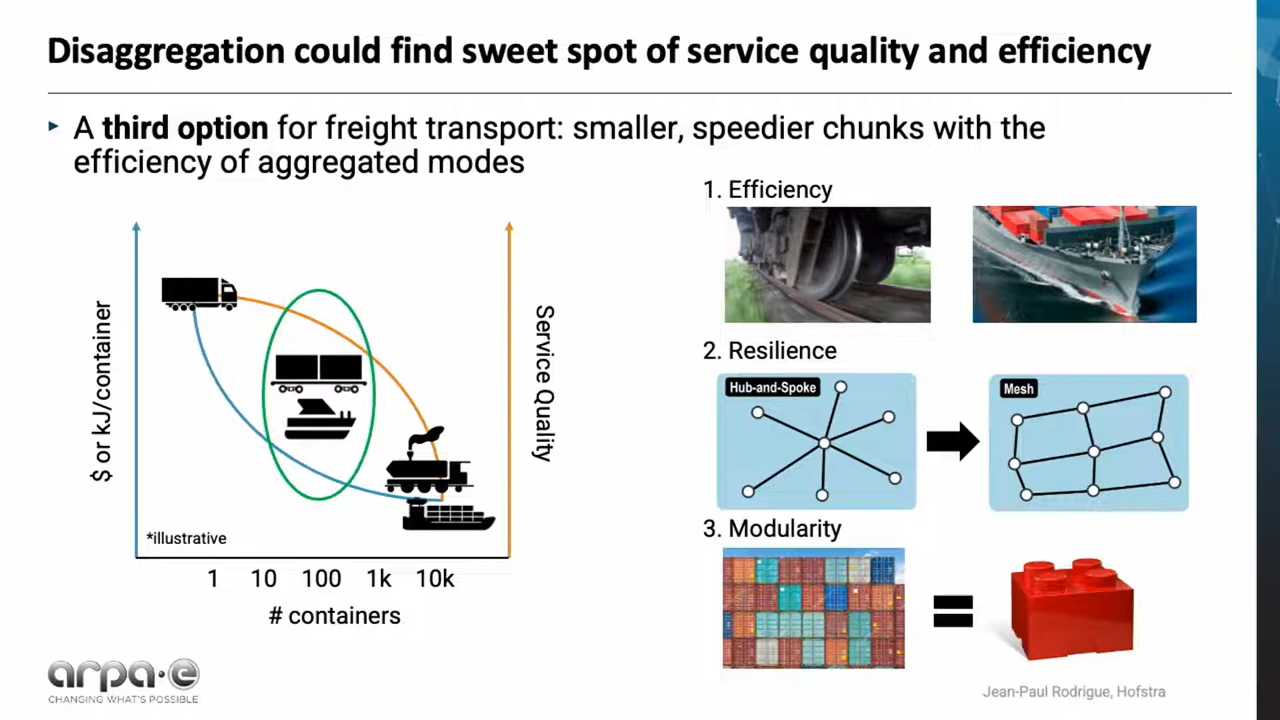 Disaggregation could find sweet spot of service quality and efficiency
A third option for freight transport: smaller, speedier chunks with the
efficiency of aggregated modes
$ or kJ/container
Service Quality
*illustrative
1 10 100 1k 10k
# containers
1. Efficiency
2. Resilience
Hub-and-Spoke
Mesh
3. Modularity
arpa·e
CHANGING WHAT'S POSSIBLE
Jean-Paul Rodrigue, Hofstra